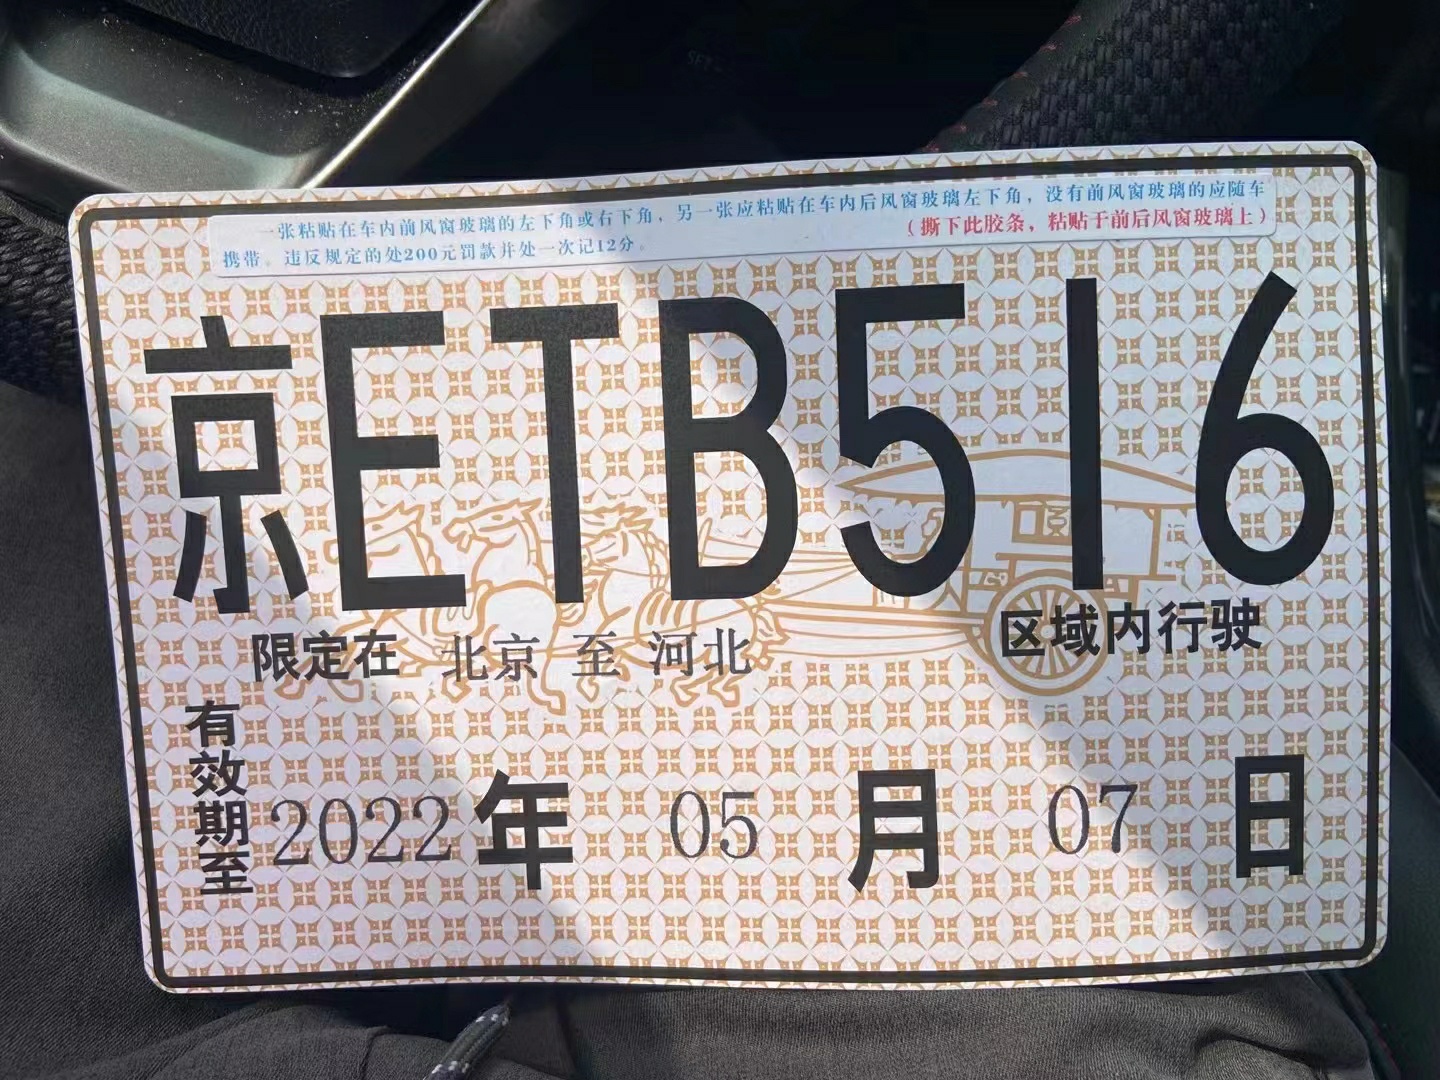 一张粘贴在车内前风窗玻璃的左下角或右下角，另一张应粘贴在车内后风窗玻璃左下角，没有前风窗玻璃的应随车
携带。违反规定的处200元罚款并处一次记12分。
（撕下此胶条，粘贴于前后风窗玻璃上）
京ETB516
限定在 北京 至 河北 区域内行驶
有效期至 2022 年 05 月 07 日